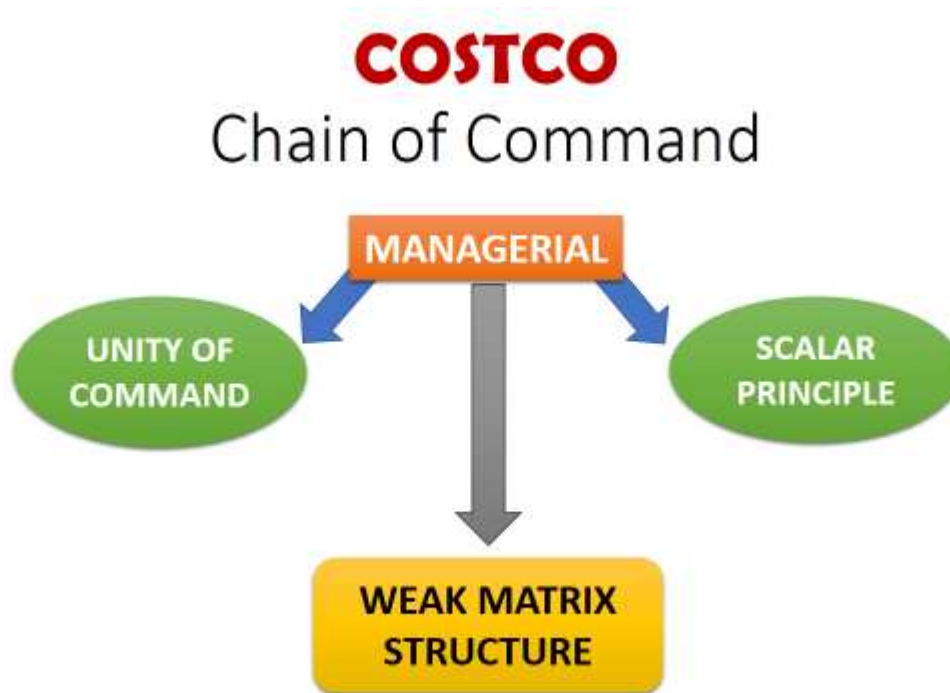 COSTCO
Chain of Command
MANAGERIAL
UNITY OF
COMMAND
SCALAR
PRINCIPLE
WEAK MATRIX
STRUCTURE